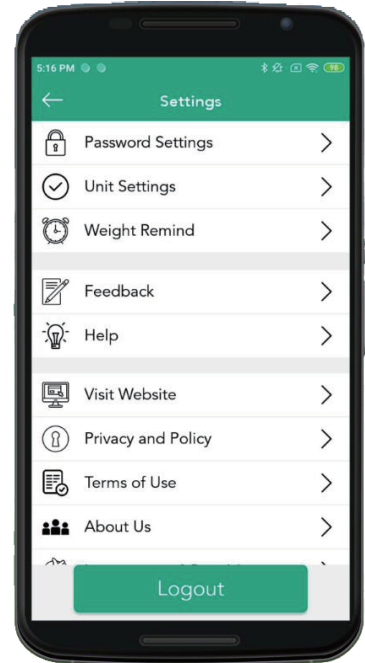 5:16 PM
98
Settings
Password Settings
Unit Settings
Weight Remind
Feedback
Help
Visit Website
Privacy and Policy
Terms of Use
About Us
Logout